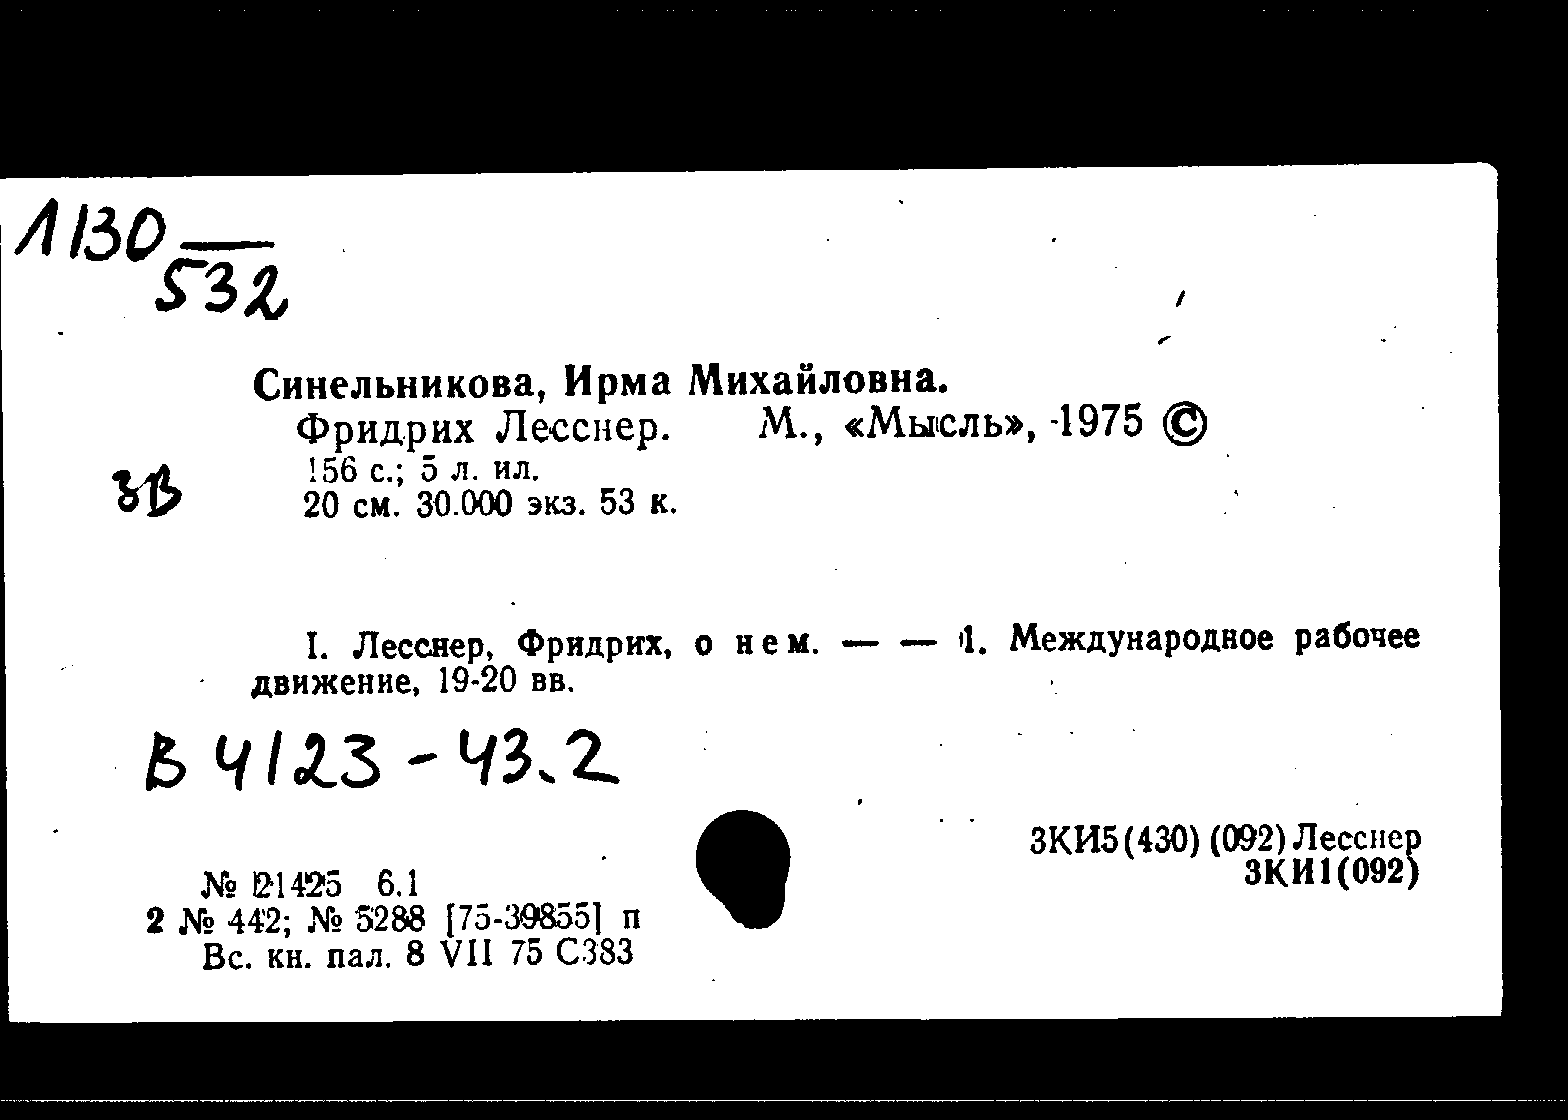 Л 130
532
Синельникова, Ирма Михайловна.
Фридрих Лесснер. М., «Мысль», 1975 ©
156 с.; 5 л. ил.
20 см. 30.000 экз. 53 к.
ЗВ
I. Лесснер, Фридрих, о нем. — — 1. Международное рабочее
движение, 19-20 вв.
В 4123-43.2
3КИ5(430) (092) Лесснер
3КИ1(092)
№ 21425 6.1
2 № 442; № 5288 [75-39855] п
Вс. кн. пал. 8 VII 75 С383